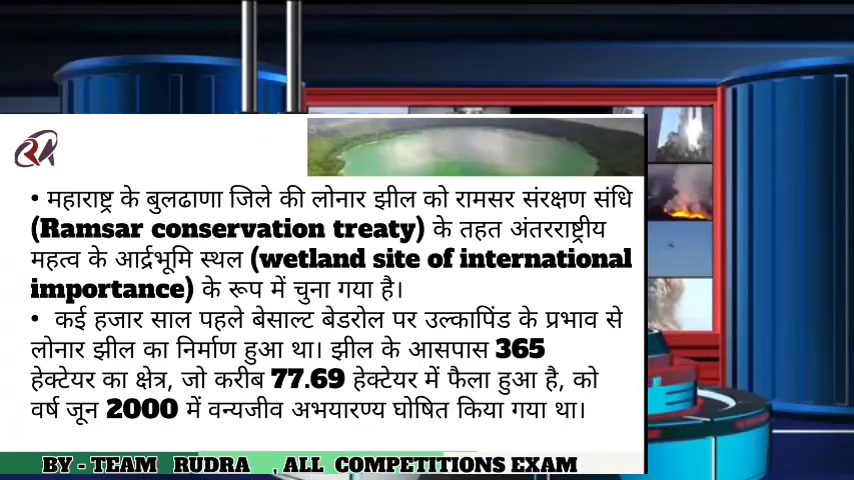 • महाराष्ट्र के बुलढाणा जिले की लोनार झील को रामसर संरक्षण संधि
(Ramsar conservation treaty) के तहत अंतरराष्ट्रीय
महत्व के आर्द्रभूमि स्थल (wetland site of international
importance) के रूप में चुना गया है।
• कई हजार साल पहले बेसाल्ट बेडरोल पर उल्कापिंड के प्रभाव से
लोनार झील का निर्माण हुआ था। झील के आसपास 365
हेक्टेयर का क्षेत्र, जो करीब 77.69 हेक्टेयर में फैला हुआ है, को
वर्ष जून 2000 में वन्यजीव अभयारण्य घोषित किया गया था।
BY - TEAM RUDRA , ALL COMPETITIONS EXAM